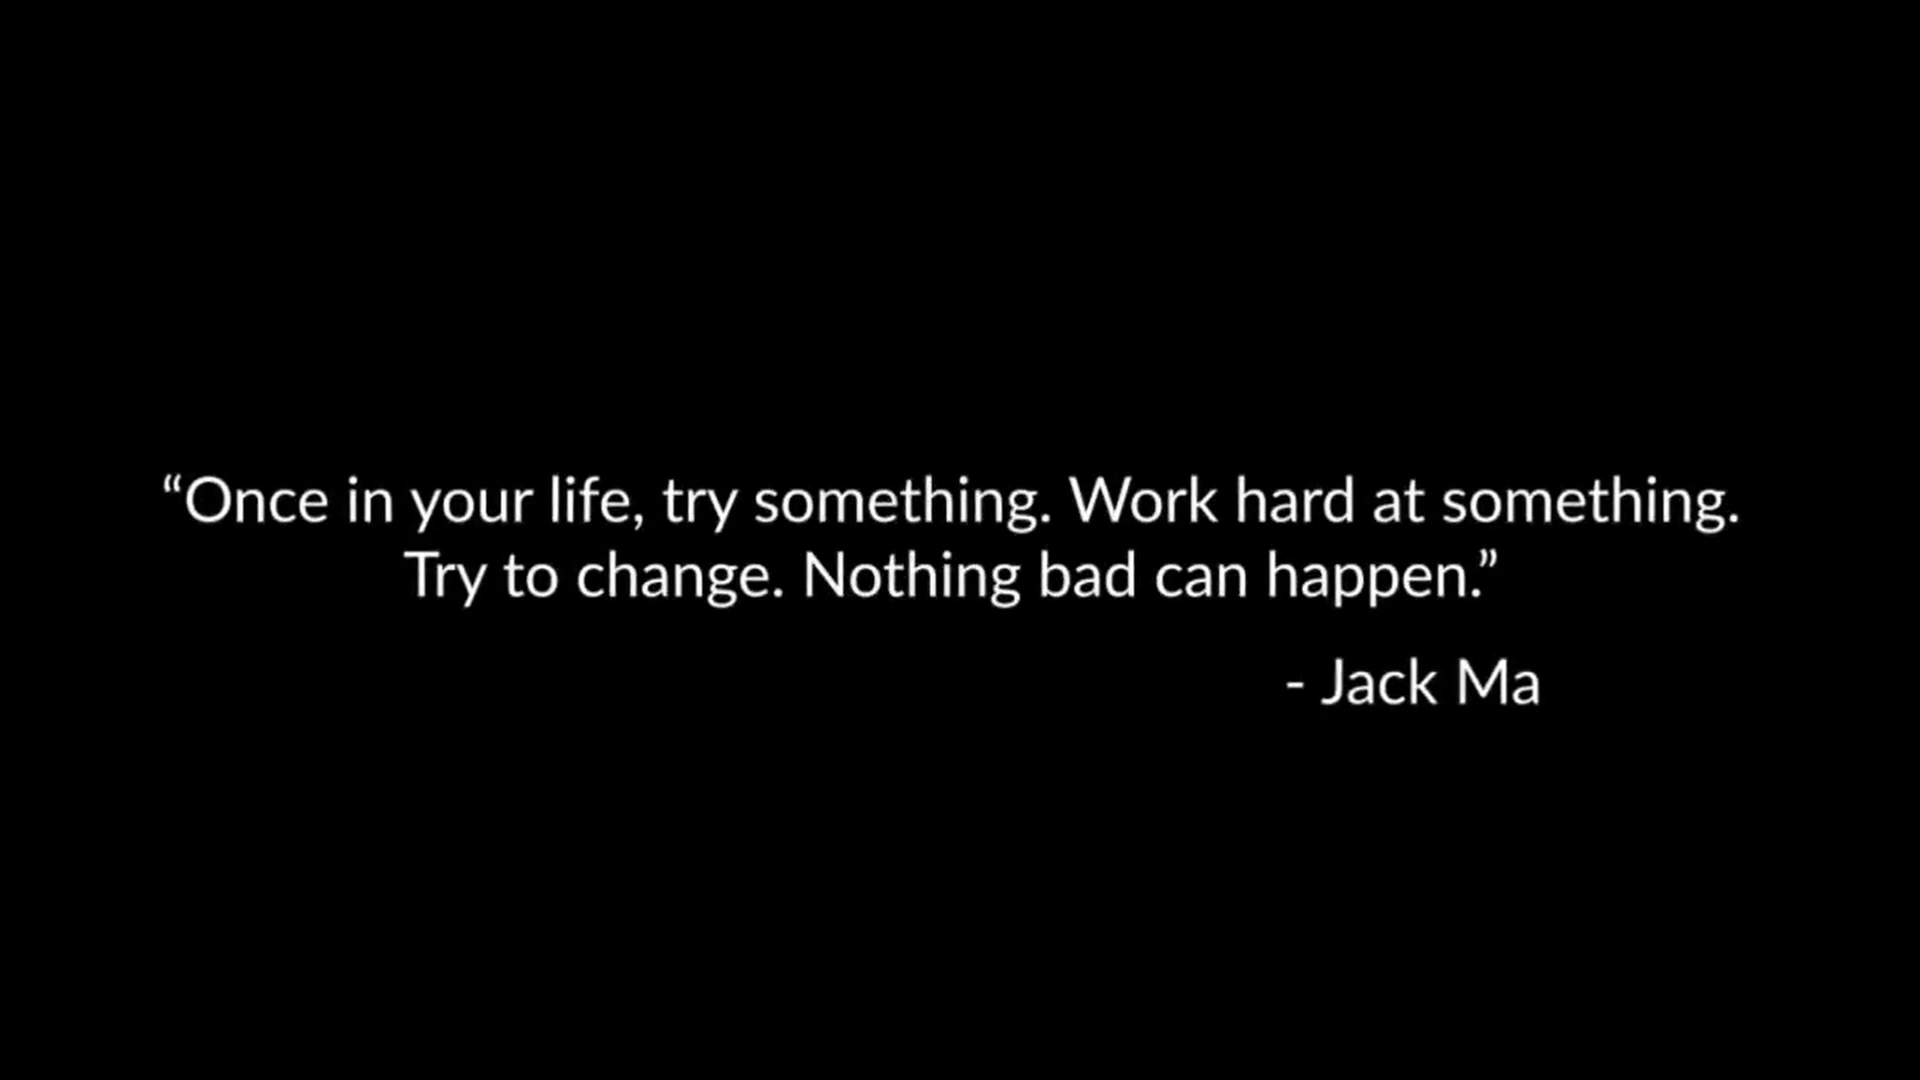 “Once in your life, try something. Work hard at something.
Try to change. Nothing bad can happen.”
- Jack Ma